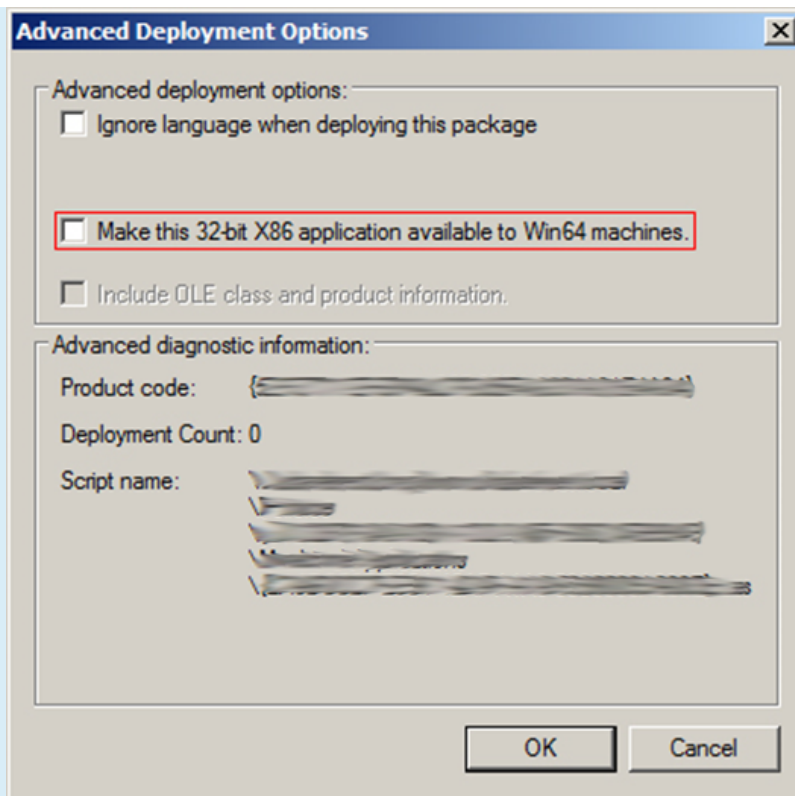 Advanced Deployment Options
Advanced deployment options:
Ignore language when deploying this package
Make this 32-bit X86 application available to Win64 machines.
Include OLE class and product information.
Advanced diagnostic information:
Product code:
Deployment Count: 0
Script name:
OK Cancel